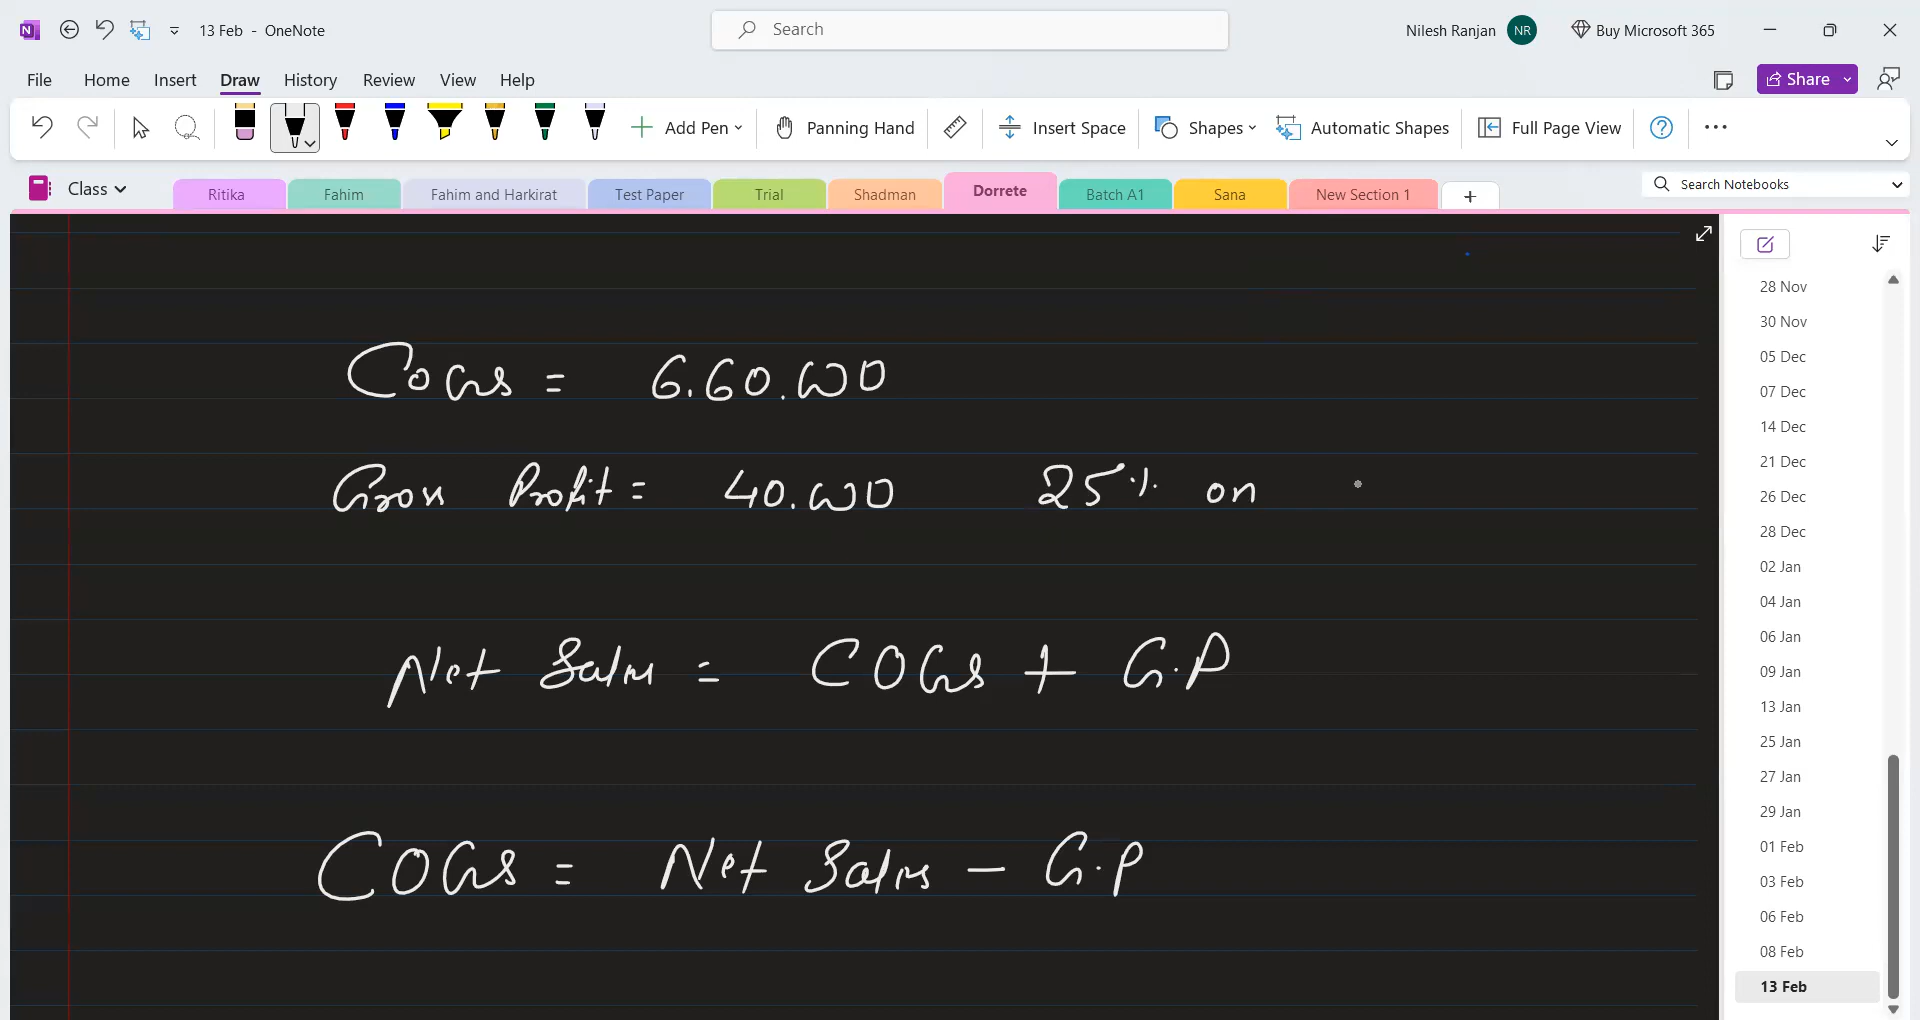 13 Feb - OneNote
Search
Nilesh Ranjan NR
Buy Microsoft 365
File Home Insert Draw History Review View Help
Share
Add Pen Panning Hand Insert Space Shapes Automatic Shapes Full Page View
Class Ritika Fahim Fahim and Harkirat Test Paper Trial Shadman Dorrete Batch A1 Sana New Section 1 +
Search Notebooks
COGS = 6.60.000
Gross Profit = 40.000 25% on
Net Sales = COGS + G.P
COGS = Net Sales - G.P
28 Nov
30 Nov
05 Dec
07 Dec
14 Dec
21 Dec
26 Dec
28 Dec
02 Jan
04 Jan
06 Jan
09 Jan
13 Jan
25 Jan
27 Jan
29 Jan
01 Feb
03 Feb
06 Feb
08 Feb
13 Feb